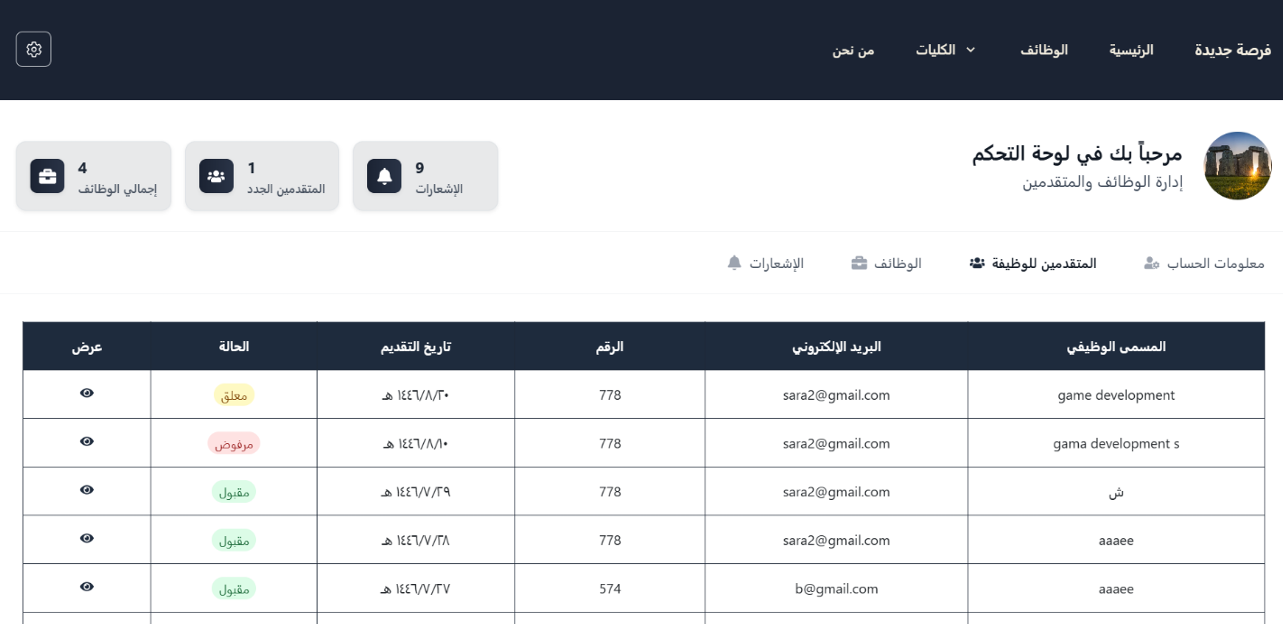 فرصة جديدة الرئيسية الوظائف الكليات من نحن
مرحباً بك في لوحة التحكم
إدارة الوظائف والمتقدمين
9
الإشعارات
1
المتقدمين الجدد
4
إجمالي الوظائف
معلومات الحساب المتقدمين للوظيفة الوظائف الإشعارات
المسمى الوظيفي البريد الإلكتروني الرقم تاريخ التقديم الحالة عرض
game development sara2@gmail.com 778 ١٤٤٦/٨/٢٠ هـ معلق
gama development s sara2@gmail.com 778 ١٤٤٦/٨/١٠ هـ مرفوض
ش sara2@gmail.com 778 ١٤٤٦/٧/٢٩ هـ مقبول
aaaee sara2@gmail.com 778 ١٤٤٦/٧/٢٨ هـ مقبول
aaaee b@gmail.com 574 ١٤٤٦/٧/٢٧ هـ مقبول